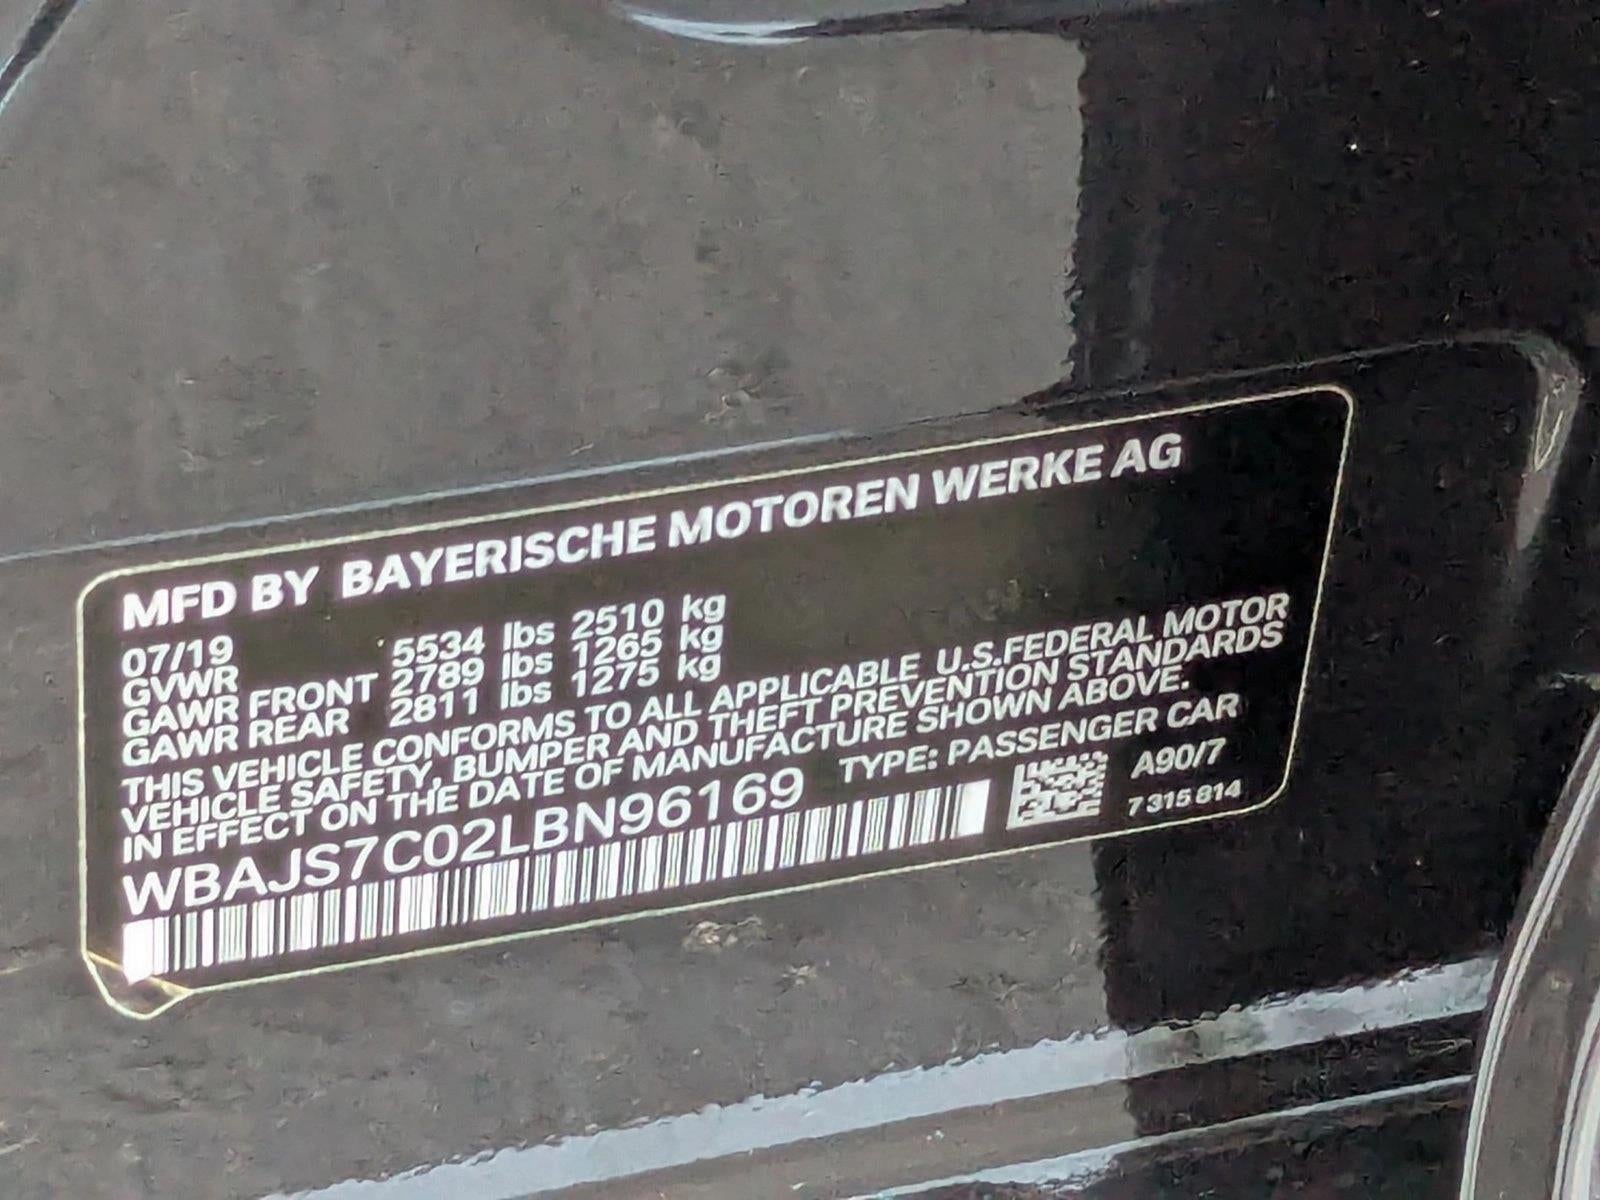 MFD BY BAYERISCHE MOTOREN WERKE AG
07/19
GVWR 5534 lbs 2510 kg
GAWR FRONT 2789 lbs 1265 kg
GAWR REAR 2811 lbs 1275 kg
THIS VEHICLE CONFORMS TO ALL APPLICABLE U.S.FEDERAL MOTOR
VEHICLE SAFETY, BUMPER AND THEFT PREVENTION STANDARDS
IN EFFECT ON THE DATE OF MANUFACTURE SHOWN ABOVE.
WBAJS7C02LBN96169 TYPE: PASSENGER CAR
A90/7
7 315 814